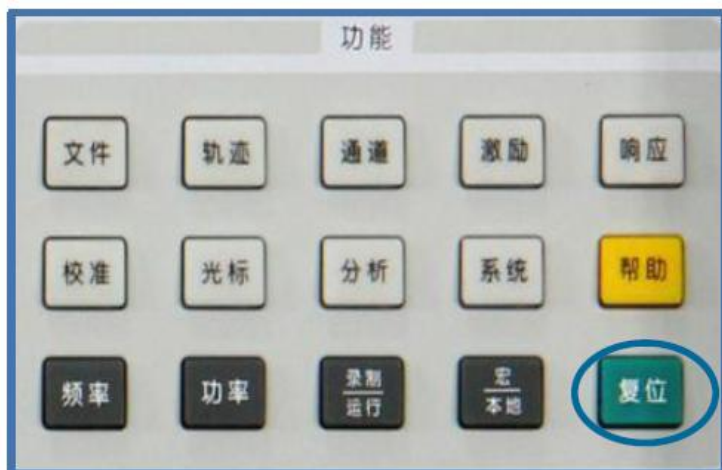 功能
文件 轨迹 通道 激励 响应
校准 光标 分析 系统 帮助
频率 功率 录制 宏 复位
运行 本地